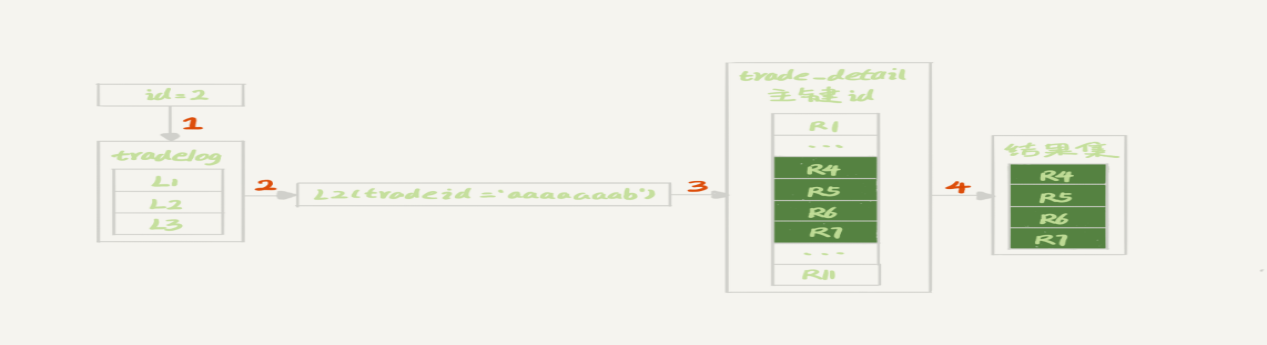 id=2
1
tradelog
L1
L2
L3
2
L2(tradeid='aaaaaaab')
3
trade_detail
主键id
R1
...
R4
R5
R6
R7
...
R11
4
结果集
R4
R5
R6
R7